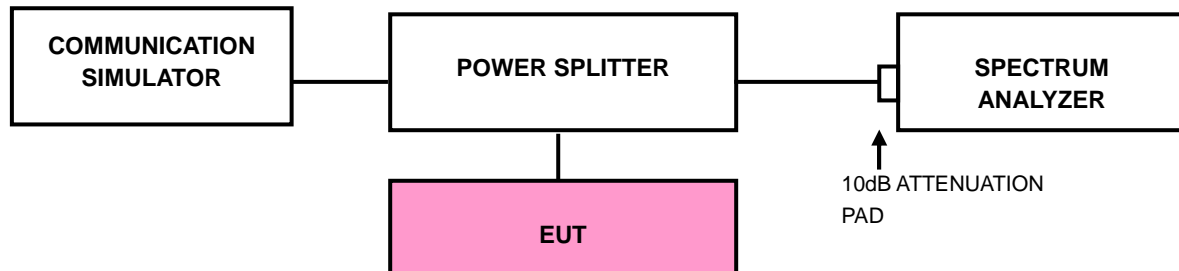 COMMUNICATION
SIMULATOR
POWER SPLITTER
SPECTRUM
ANALYZER
10dB ATTENUATION
PAD
EUT